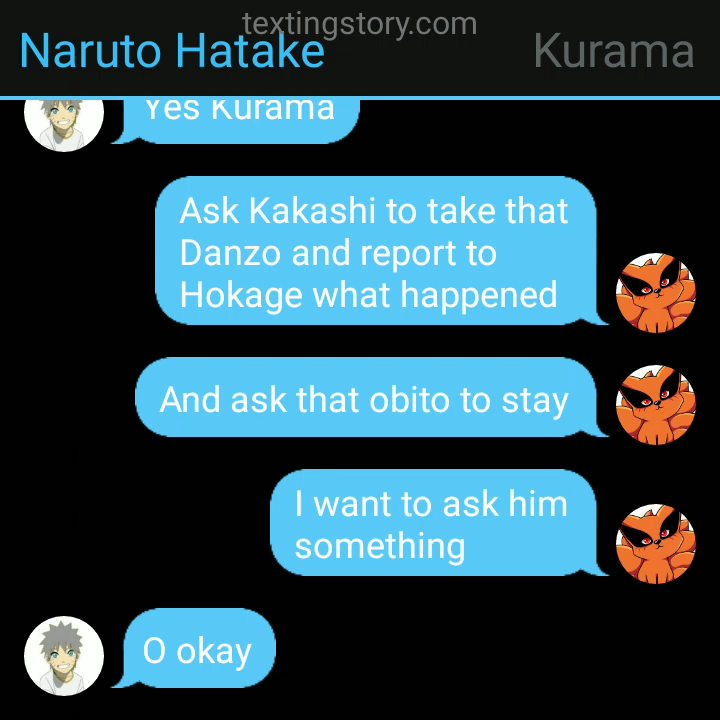 textingstory.com
Naruto Hatake
Kurama
Yes Kurama
Ask Kakashi to take that
Danzo and report to
Hokage what happened
And ask that obito to stay
I want to ask him
something
O okay